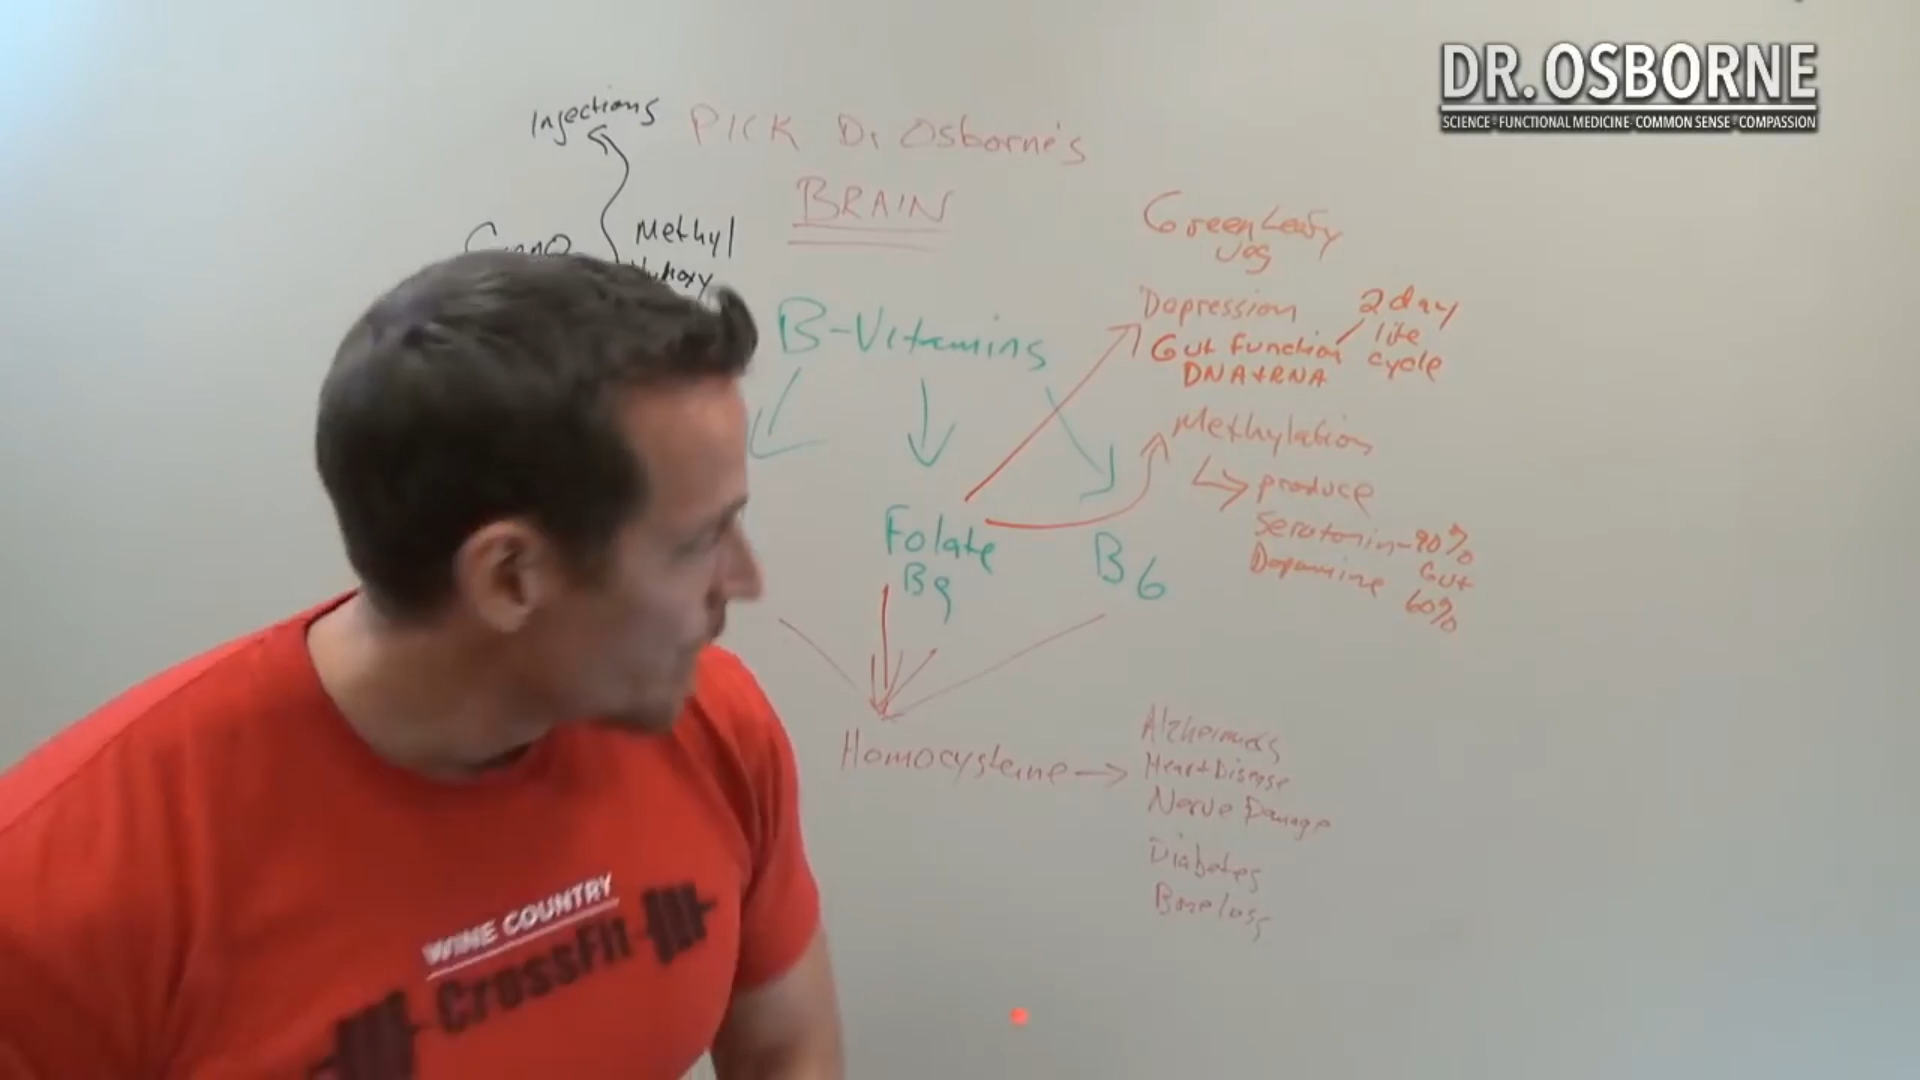 DR. OSBORNE
SCIENCE - FUNCTIONAL MEDICINE - COMMON SENSE - COMPASSION
Injections
PICK Dr Osborne's
BRAIN
Methyl
B-Vitamins
Green Leafy
veg
Depression
Gut Function
DNA + RNA
2 day
life
cycle
Methylation
produce
Serotonin - 90%
Gut
Dopamine
60%
Folate
B9
B6
Homocysteine
Alzheimers
Heart Disease
Nerve Damage
Diabetes
Bone loss
WINE COUNTRY
CrossFit